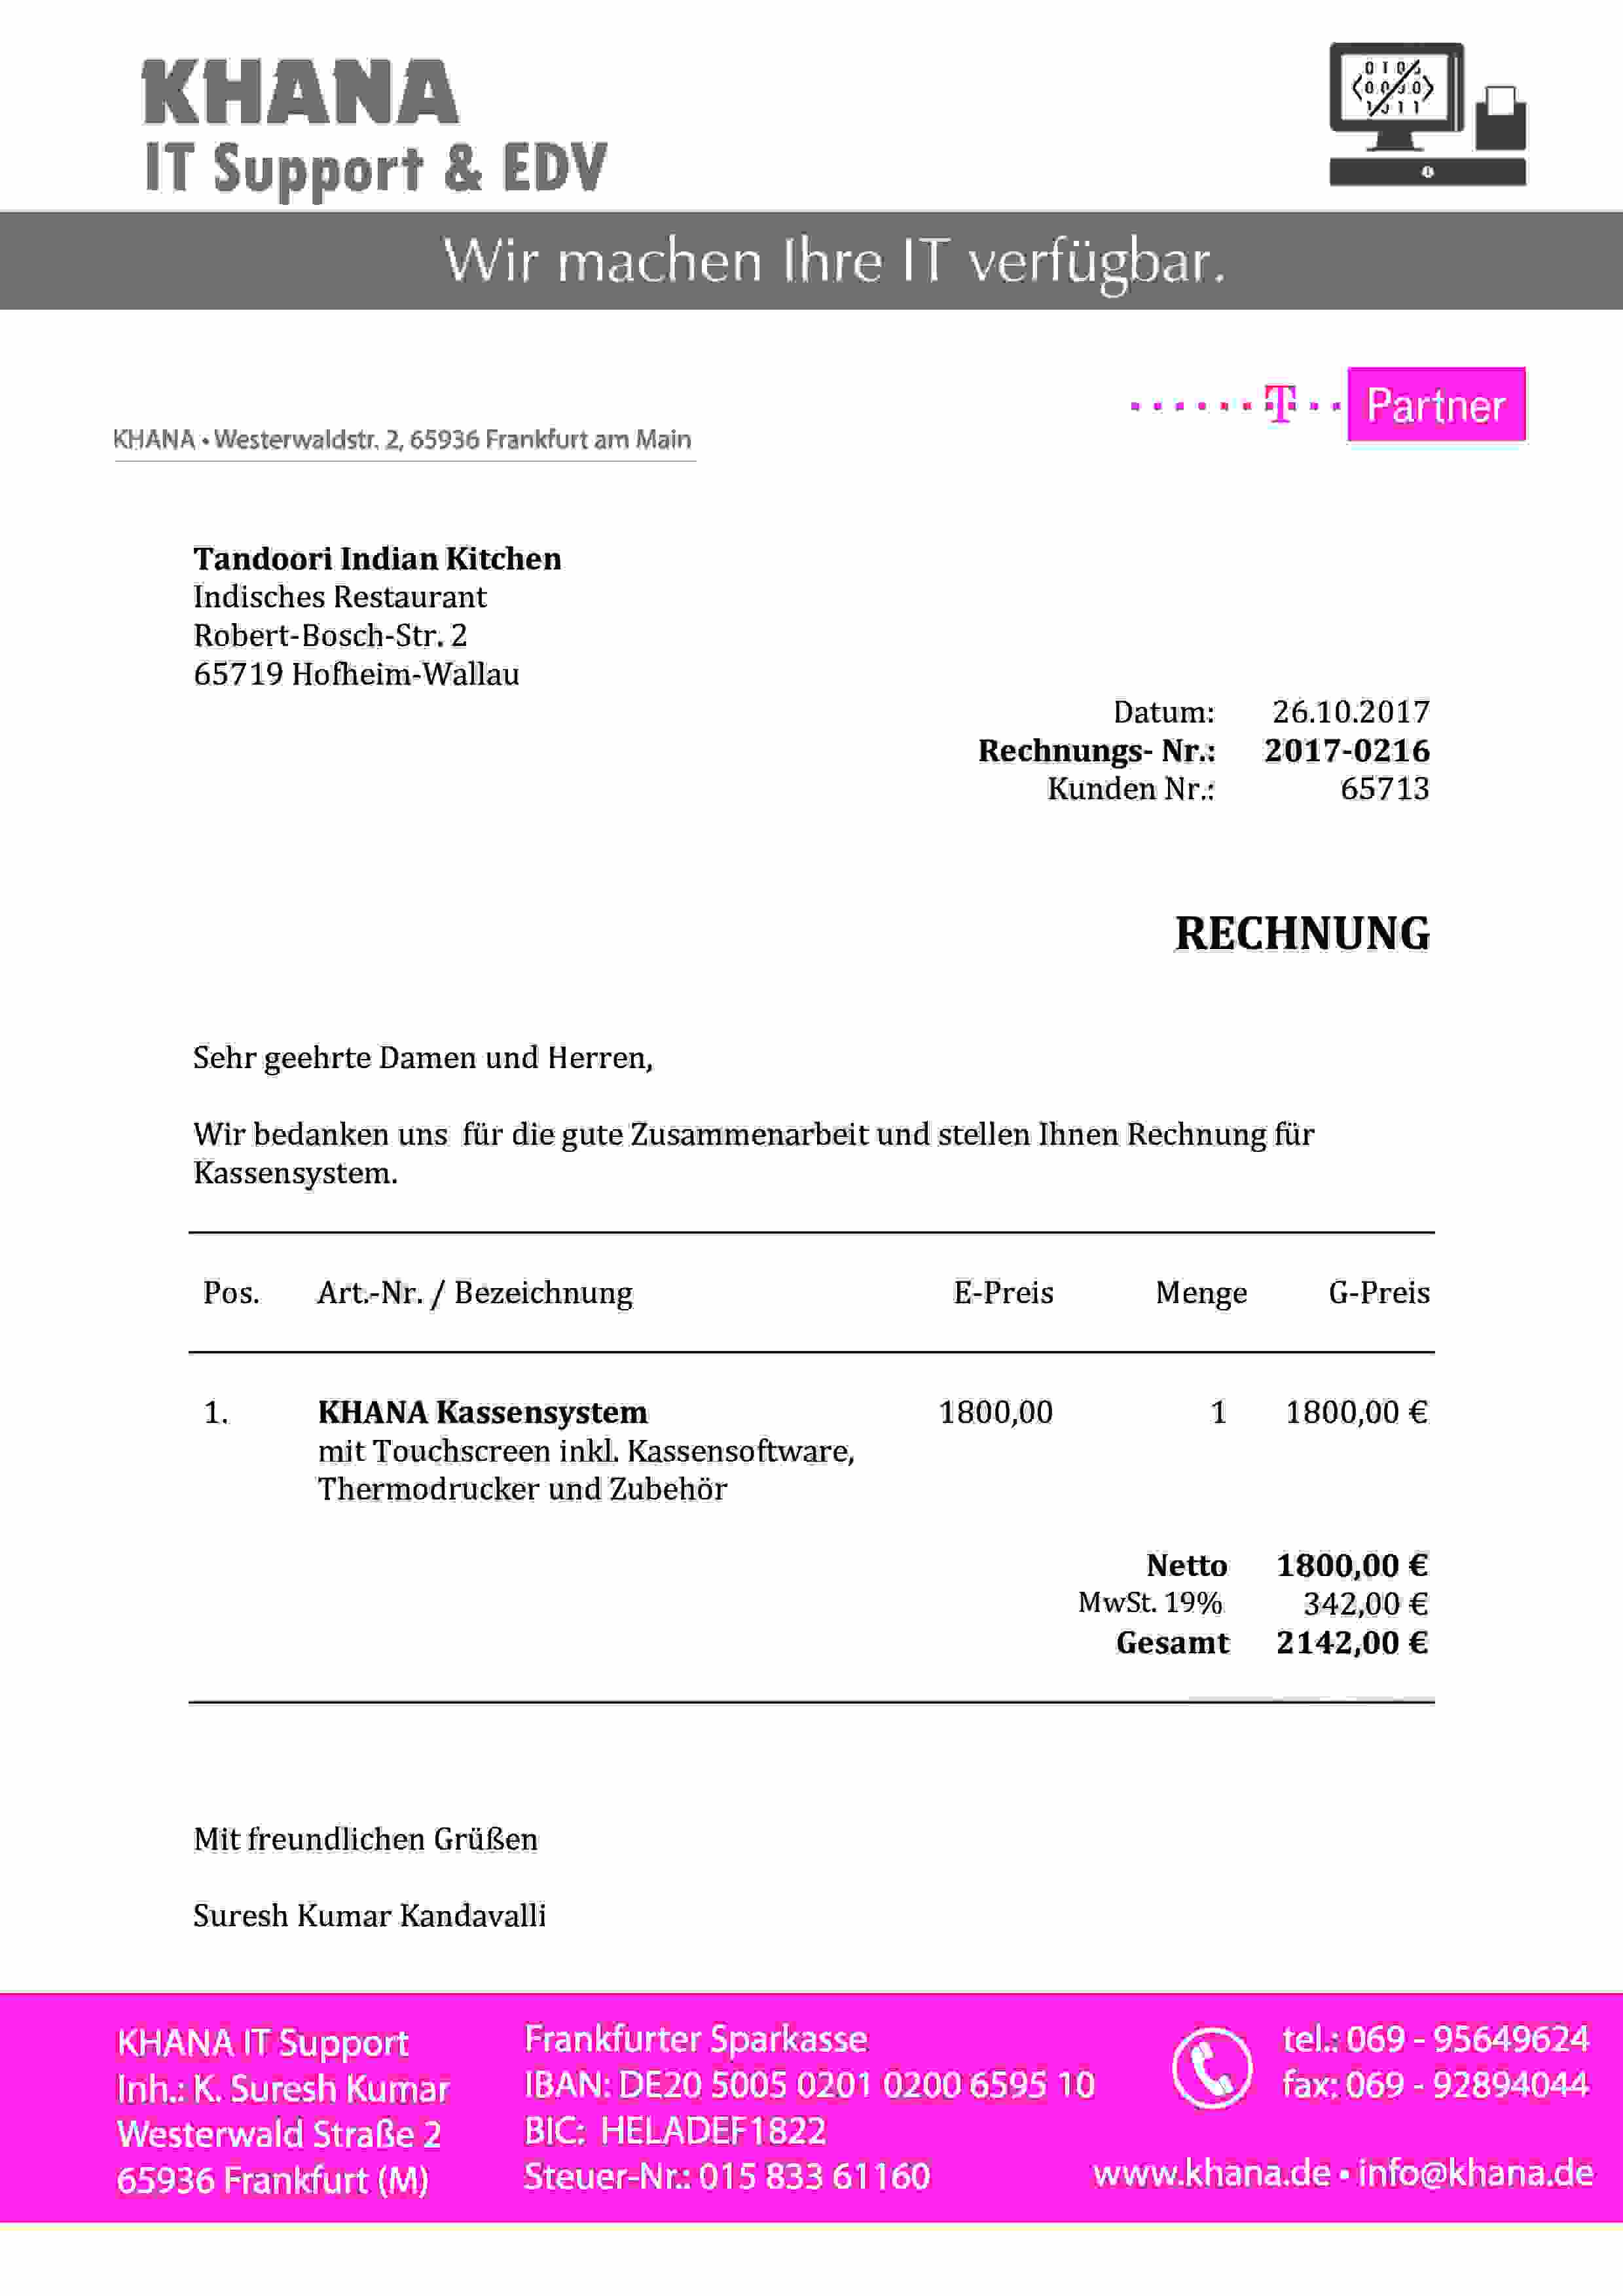 KHANA
IT Support & EDV
Wir machen Ihre IT verfügbar.
T Partner
KHANA • Westerwaldstr. 2, 65936 Frankfurt am Main
Tandoori Indian Kitchen
Indisches Restaurant
Robert-Bosch-Str. 2
65719 Hofheim-Wallau
Datum: 26.10.2017
Rechnungs- Nr.: 2017-0216
Kunden Nr.: 65713
RECHNUNG
Sehr geehrte Damen und Herren,
Wir bedanken uns für die gute Zusammenarbeit und stellen Ihnen Rechnung für
Kassensystem.
Pos. Art.-Nr. / Bezeichnung E-Preis Menge G-Preis
1. KHANA Kassensystem 1800,00 1 1800,00 €
mit Touchscreen inkl. Kassensoftware,
Thermodrucker und Zubehör
Netto 1800,00 €
MwSt. 19% 342,00 €
Gesamt 2142,00 €
Mit freundlichen Grüßen
Suresh Kumar Kandavalli
KHANA IT Support
Inh.: K. Suresh Kumar
Westerwald Straße 2
65936 Frankfurt (M)
Frankfurter Sparkasse
IBAN: DE20 5005 0201 0200 6595 10
BIC: HELADEF1822
Steuer-Nr.: 015 833 61160
tel.: 069 - 95649624
fax: 069 - 92894044
www.khana.de • info@khana.de